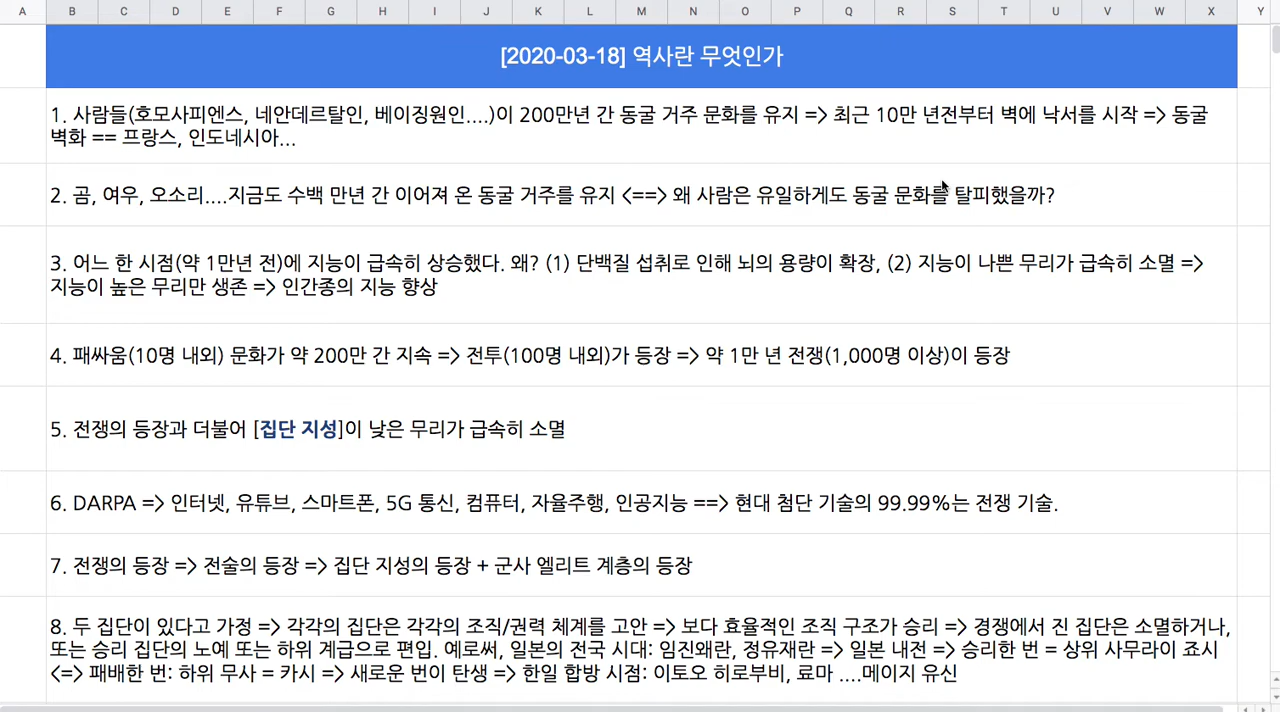 A B C D E F G H I J K L M N O P Q R S T U V W X Y
[2020-03-18] 역사란 무엇인가
1. 사람들(호모사피엔스, 네안데르탈인, 베이징원인....)이 200만년 간 동굴 거주 문화를 유지 => 최근 10만 년전부터 벽에 낙서를 시작 => 동굴
벽화 == 프랑스, 인도네시아...
2. 곰, 여우, 오소리....지금도 수백 만년 간 이어져 온 동굴 거주를 유지 <==> 왜 사람은 유일하게도 동굴 문화를 탈피했을까?
3. 어느 한 시점(약 1만년 전)에 지능이 급속히 상승했다. 왜? (1) 단백질 섭취로 인해 뇌의 용량이 확장, (2) 지능이 나쁜 무리가 급속히 소멸 =>
지능이 높은 무리만 생존 => 인간종의 지능 향상
4. 패싸움(10명 내외) 문화가 약 200만 간 지속 => 전투(100명 내외)가 등장 => 약 1만 년 전쟁(1,000명 이상)이 등장
5. 전쟁의 등장과 더불어 [집단 지성]이 낮은 무리가 급속히 소멸
6. DARPA => 인터넷, 유튜브, 스마트폰, 5G 통신, 컴퓨터, 자율주행, 인공지능 ==> 현대 첨단 기술의 99.99%는 전쟁 기술.
7. 전쟁의 등장 => 전술의 등장 => 집단 지성의 등장 + 군사 엘리트 계층의 등장
8. 두 집단이 있다고 가정 => 각각의 집단은 각각의 조직/권력 체계를 고안 => 보다 효율적인 조직 구조가 승리 => 경쟁에서 진 집단은 소멸하거나,
또는 승리 집단의 노예 또는 하위 계급으로 편입. 예로써, 일본의 전국 시대: 임진왜란, 정유재란 => 일본 내전 => 승리한 번 = 상위 사무라이 죠시
<=> 패배한 번: 하위 무사 = 카시 => 새로운 번이 탄생 => 한일 합방 시점: 이토오 히로부비, 료마 ....메이지 유신